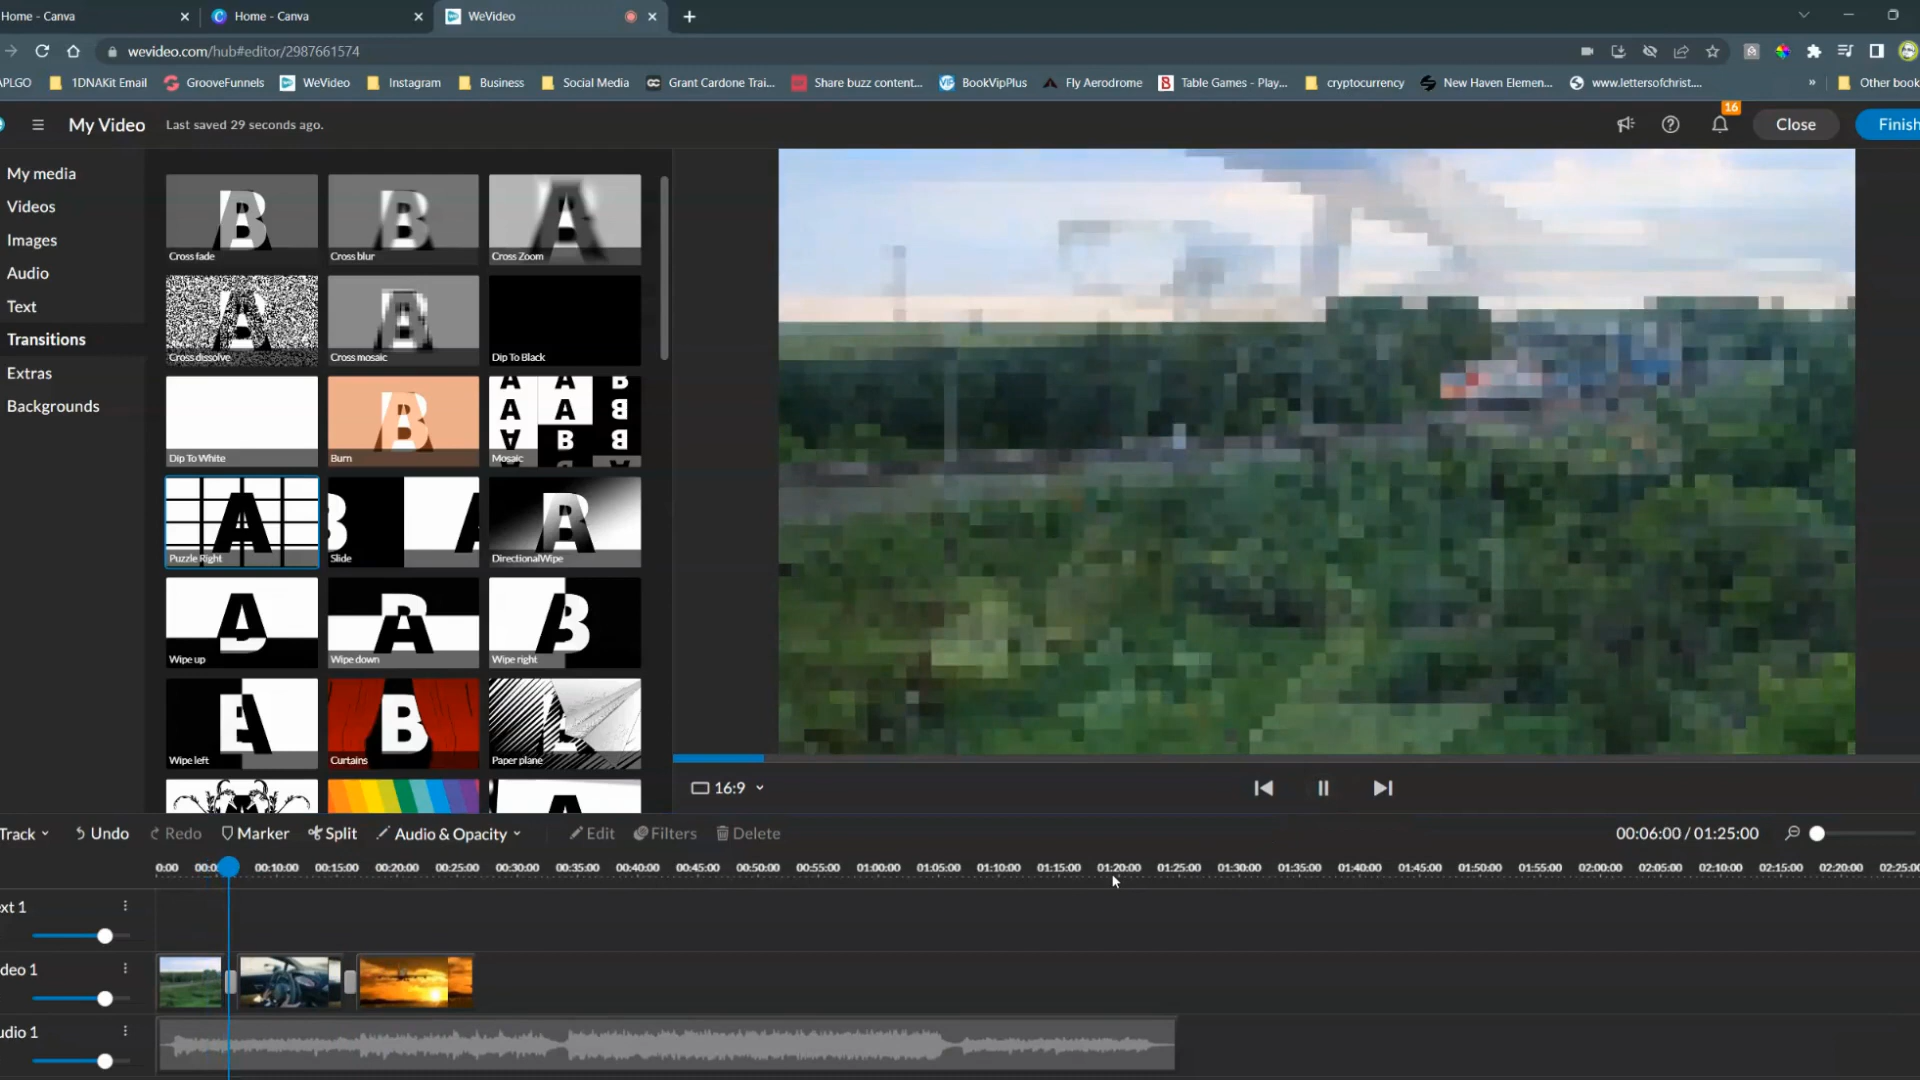 Home - Canva
Home - Canva
WeVideo
wevideo.com/hub#editor/2987661574
APLGO
1DNAKit Email
GrooveFunnels
WeVideo
Instagram
Business
Social Media
Grant Cardone Trai...
Share buzz content...
BookVipPlus
Fly Aerodrome
Table Games - Play...
cryptocurrency
New Haven Elemen...
www.lettersofchrist....
»
Other book
My Video
Last saved 29 seconds ago.
16
Close
Finish
My media
Videos
Images
Audio
Text
Transitions
Extras
Backgrounds
Cross fade
Cross blur
Cross Zoom
Cross dissolve
Cross mosaic
Dip To Black
Dip To White
Burn
Mosaic
Puzzle Right
Slide
DirectionalWipe
Wipe up
Wipe down
Wipe right
Wipe left
Curtains
Paper plane
16:9
Track
Undo
Redo
Marker
Split
Audio & Opacity
Edit
Filters
Delete
00:06:00 / 01:25:00
0:00 00:0 00:10:00 00:15:00 00:20:00 00:25:00 00:30:00 00:35:00 00:40:00 00:45:00 00:50:00 00:55:00 01:00:00 01:05:00 01:10:00 01:15:00 01:20:00 01:25:00 01:30:00 01:35:00 01:40:00 01:45:00 01:50:00 01:55:00 02:00:00 02:05:00 02:10:00 02:15:00 02:20:00 02:25:00
ext 1
deo 1
udio 1